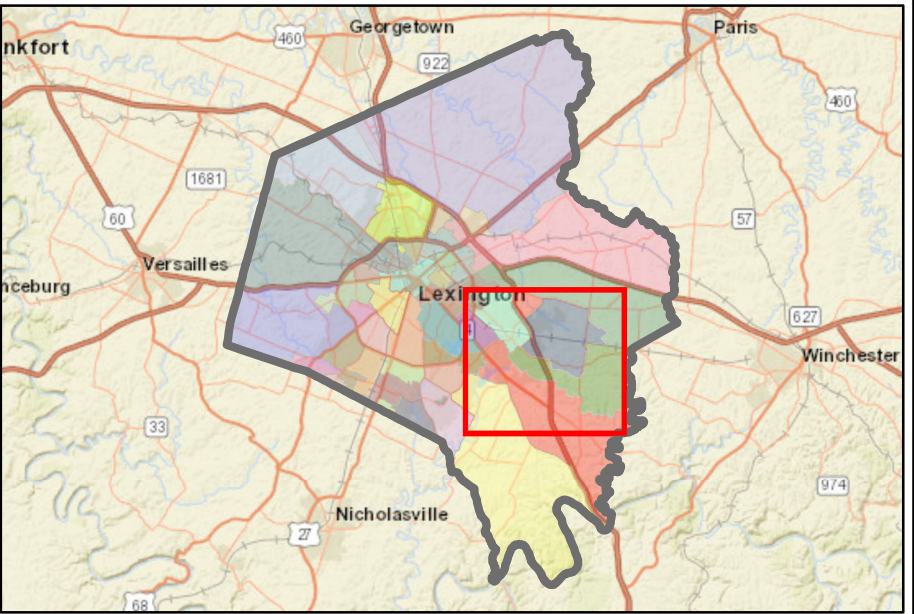 Georgetown
Paris
460
nkfort
922
460
1681
60
57
Versailles
nceburg
Lexington
4
627
Winchester
33
974
Nicholasville
27
68